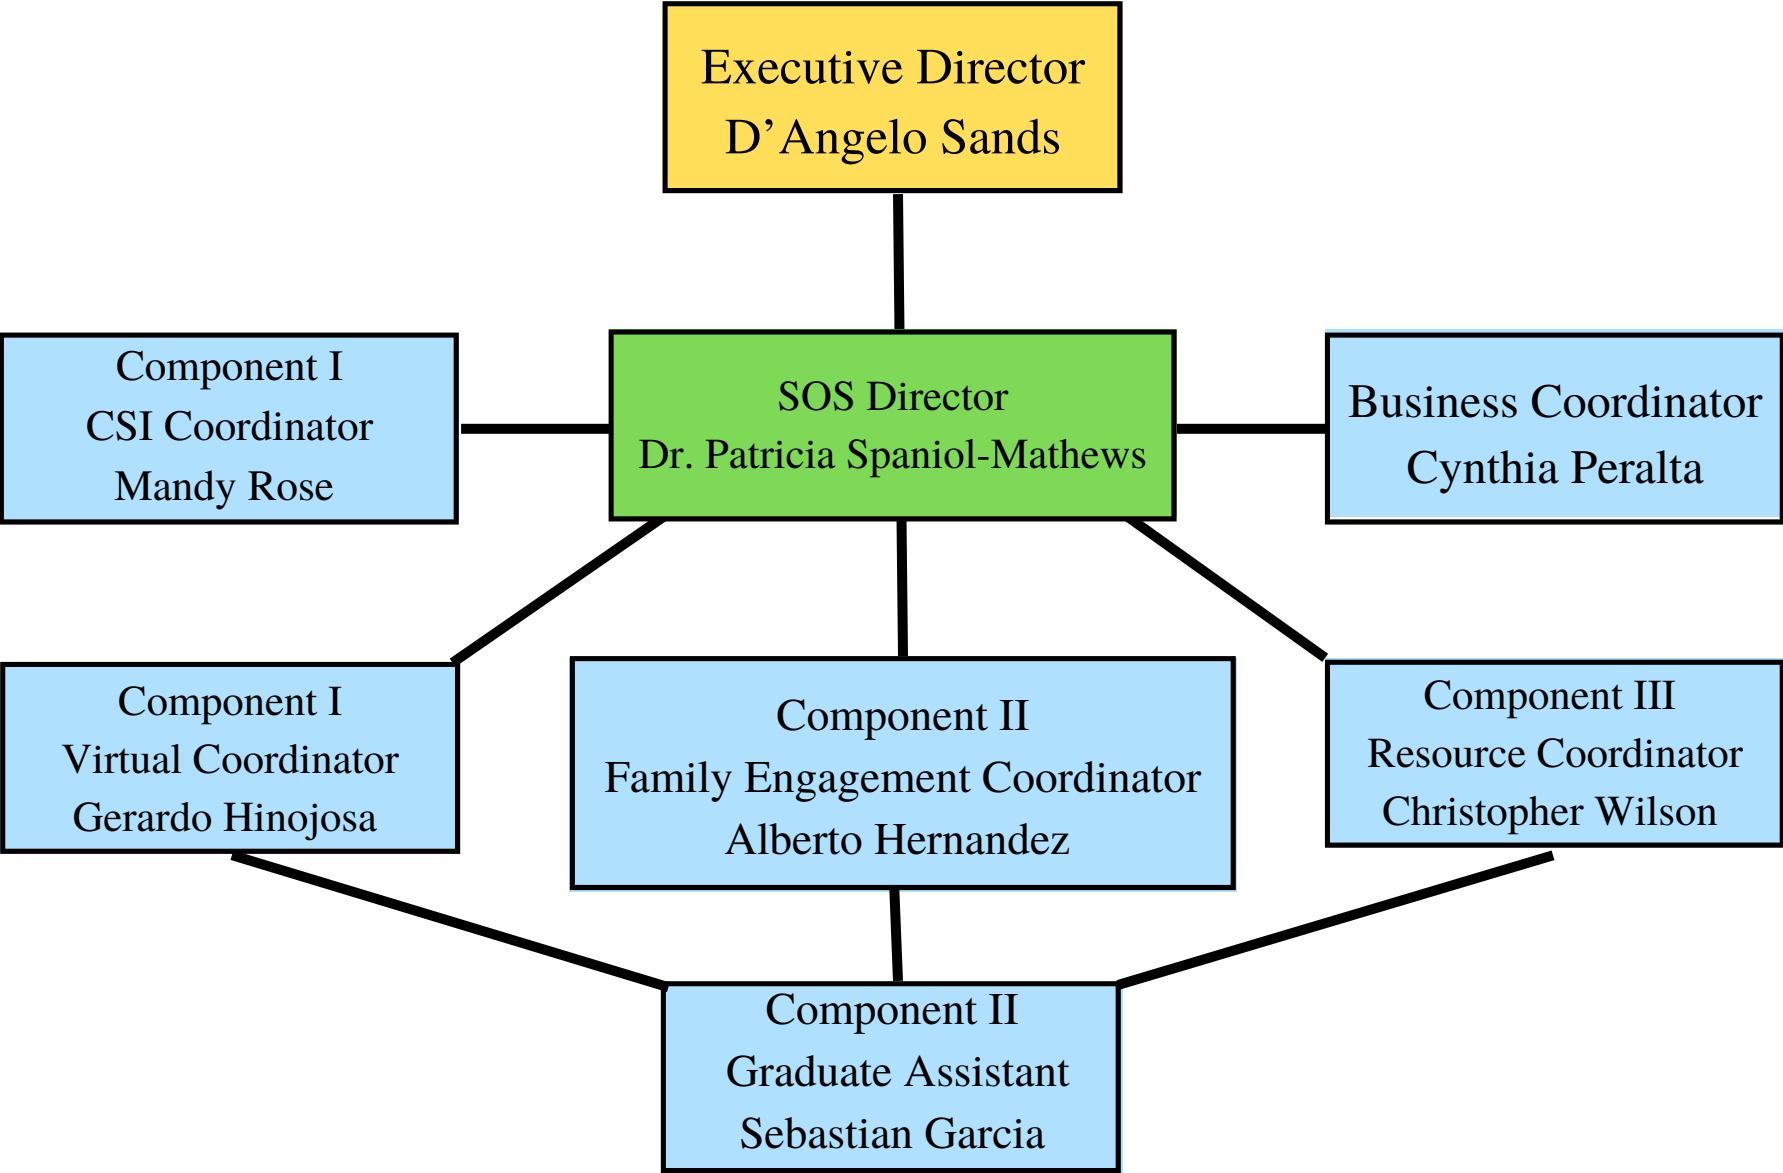 Executive Director
D’Angelo Sands
Component I
CSI Coordinator
Mandy Rose
SOS Director
Dr. Patricia Spaniol-Mathews
Business Coordinator
Cynthia Peralta
Component I
Virtual Coordinator
Gerardo Hinojosa
Component II
Family Engagement Coordinator
Alberto Hernandez
Component III
Resource Coordinator
Christopher Wilson
Component II
Graduate Assistant
Sebastian Garcia